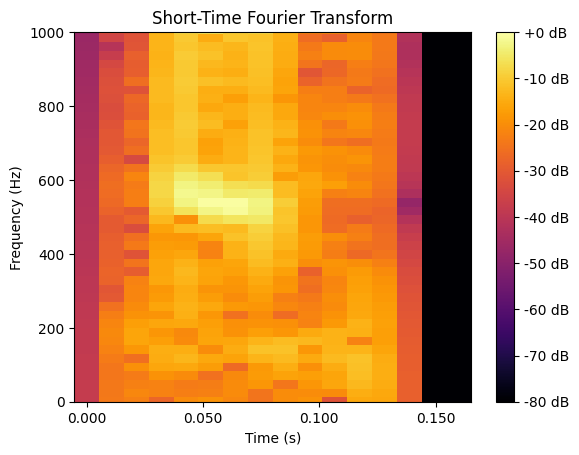 Short-Time Fourier Transform
Frequency (Hz)
1000
800
600
400
200
0
0.000
0.050
0.100
0.150
Time (s)
+0 dB
-10 dB
-20 dB
-30 dB
-40 dB
-50 dB
-60 dB
-70 dB
-80 dB